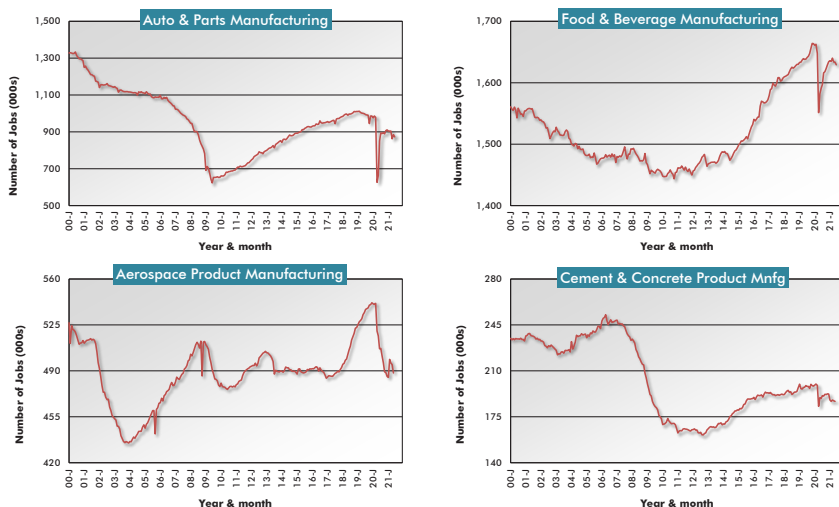 Auto & Parts Manufacturing
Number of Jobs (000s)
1,500
1,300
1,100
900
700
500
00-J
01-J
02-J
03-J
04-J
05-J
06-J
07-J
08-J
09-J
10-J
11-J
12-J
13-J
14-J
15-J
16-J
17-J
18-J
19-J
20-J
21-J
Year & month
Food & Beverage Manufacturing
Number of Jobs (000s)
1,700
1,600
1,500
1,400
00-J
01-J
02-J
03-J
04-J
05-J
06-J
07-J
08-J
09-J
10-J
11-J
12-J
13-J
14-J
15-J
16-J
17-J
18-J
19-J
20-J
21-J
Year & month
Aerospace Product Manufacturing
Number of Jobs (000s)
560
525
490
455
420
00-J
01-J
02-J
03-J
04-J
05-J
06-J
07-J
08-J
09-J
10-J
11-J
12-J
13-J
14-J
15-J
16-J
17-J
18-J
19-J
20-J
21-J
Year & month
Cement & Concrete Product Mnfg
Number of Jobs (000s)
280
245
210
175
140
00-J
01-J
02-J
03-J
04-J
05-J
06-J
07-J
08-J
09-J
10-J
11-J
12-J
13-J
14-J
15-J
16-J
17-J
18-J
19-J
20-J
21-J
Year & month